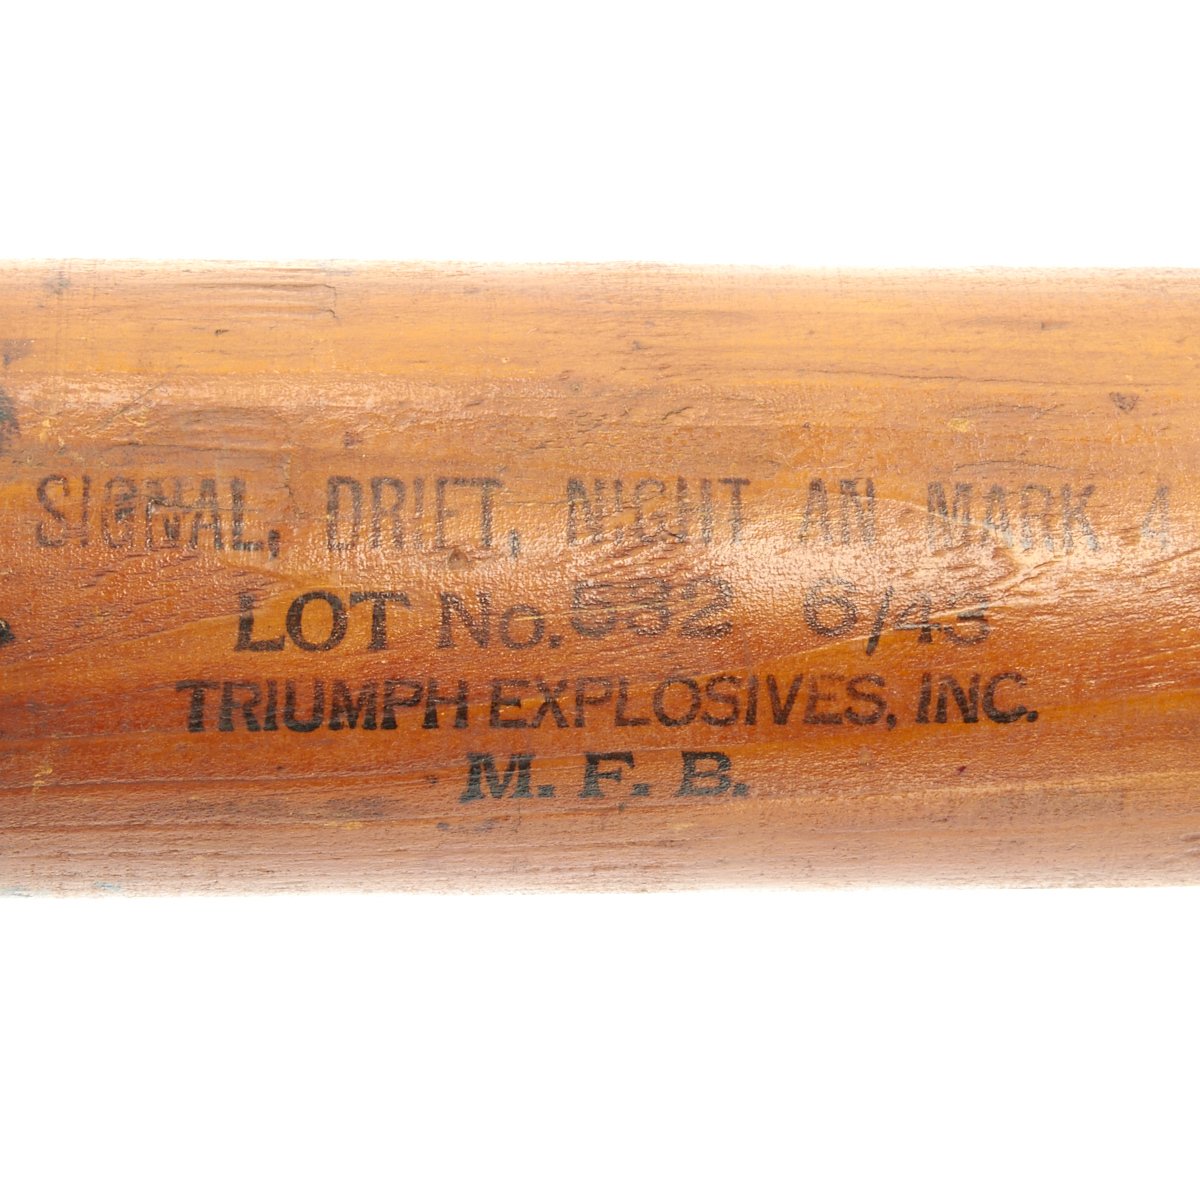 SIGNAL, DRIFT, NIGHT AN MARK 4
LOT No. 532 6/43
TRIUMPH EXPLOSIVES, INC.
M. F. B.